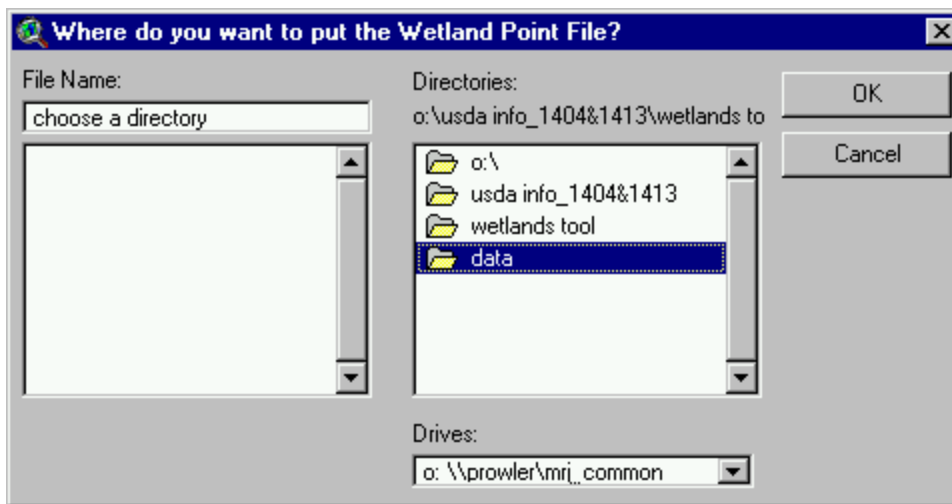 Where do you want to put the Wetland Point File?
File Name:
choose a directory
Directories:
o:\usda info_1404&1413\wetlands to
o:\
usda info_1404&1413
wetlands tool
data
OK
Cancel
Drives:
o: \\prowler\mrj_common